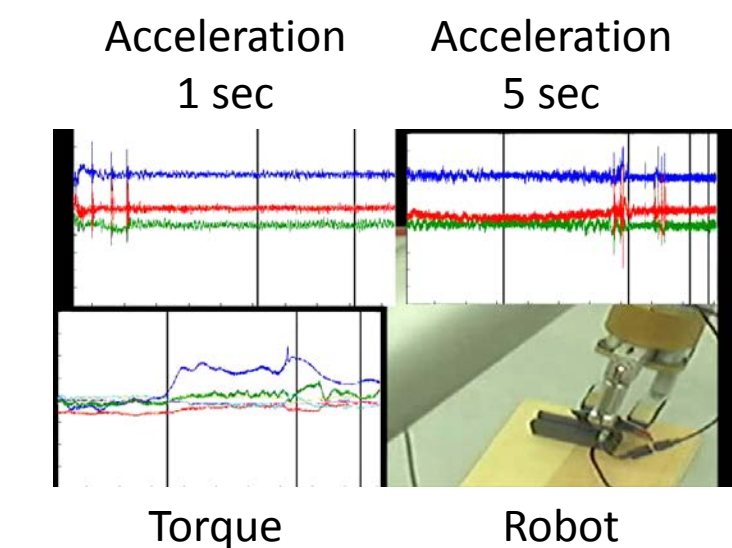 Acceleration
1 sec
Acceleration
5 sec
Torque
Robot